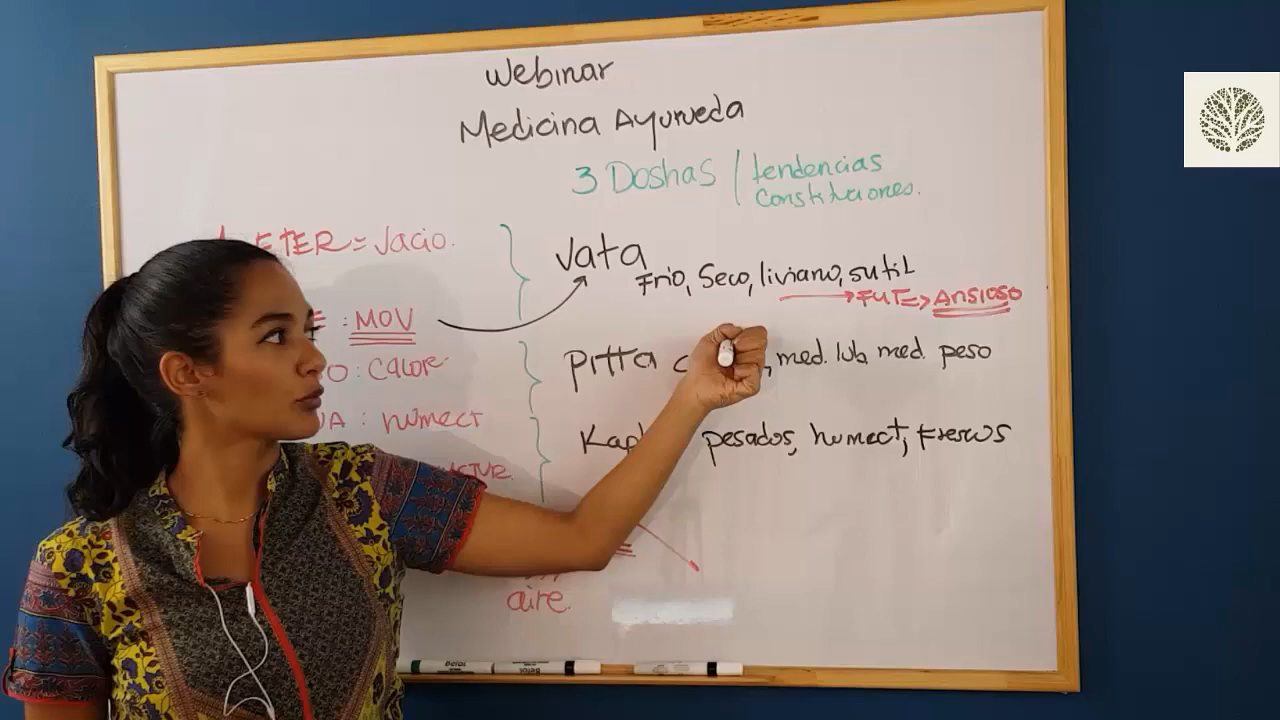 Webinar
Medicina Ayurveda
3 Doshas / tendencias
Constituciones.
ETER = Vacio.
Vata
Frio, Seco, liviano, sutil
FUT => Ansioso
: MOV
Pitta
med. lub, med. peso
: CALOR
: humect
pesados, humect, Frescos
aire.